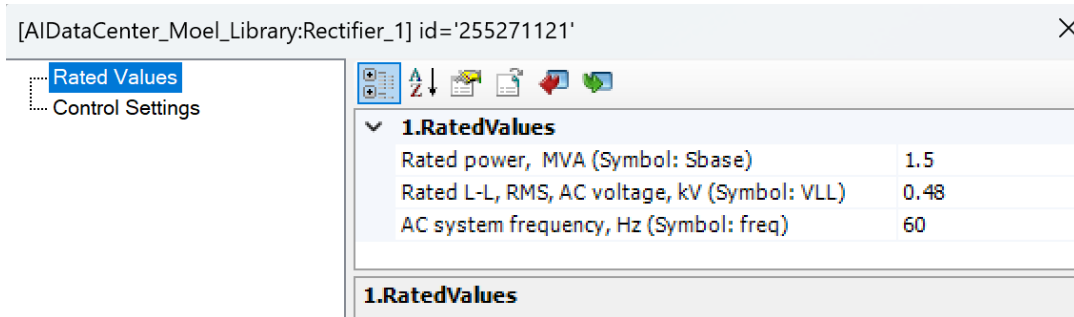 [AIDataCenter_Moel_Library:Rectifier_1] id='255271121'
Rated Values
Control Settings
1.RatedValues
Rated power, MVA (Symbol: Sbase) 1.5
Rated L-L, RMS, AC voltage, kV (Symbol: VLL) 0.48
AC system frequency, Hz (Symbol: freq) 60
1.RatedValues